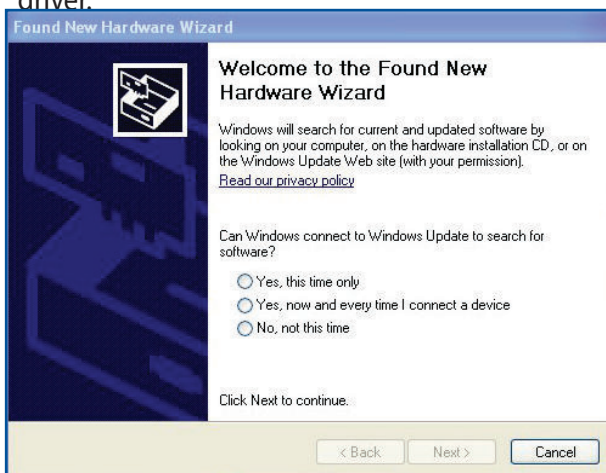 driver.
Found New Hardware Wizard
Welcome to the Found New
Hardware Wizard
Windows will search for current and updated software by
looking on your computer, on the hardware installation CD, or on
the Windows Update Web site (with your permission).
Read our privacy policy
Can Windows connect to Windows Update to search for
software?
Yes, this time only
Yes, now and every time I connect a device
No, not this time
Click Next to continue.
< Back Next > Cancel